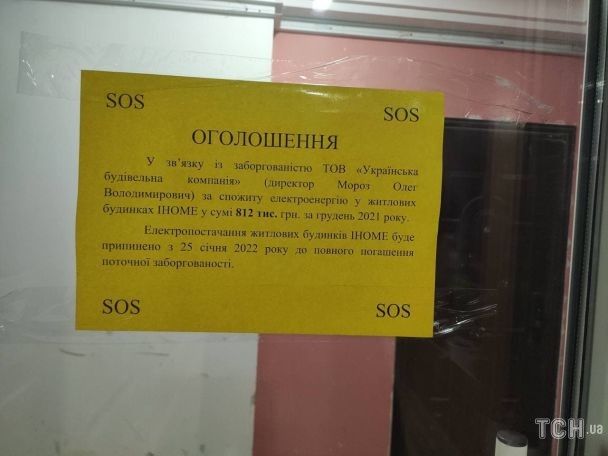 SOS SOS
ОГОЛОШЕННЯ
У зв’язку із заборгованістю ТОВ «Українська
будівельна компанія» (директор Мороз Олег
Володимирович) за спожиту електроенергію у житлових
будинках IHOME у сумі 812 тис. грн. за грудень 2021 року.
Електропостачання житлових будинків IHOME буде
припинено з 25 січня 2022 року до повного погашення
поточної заборгованості.
SOS SOS
ТСН.ua